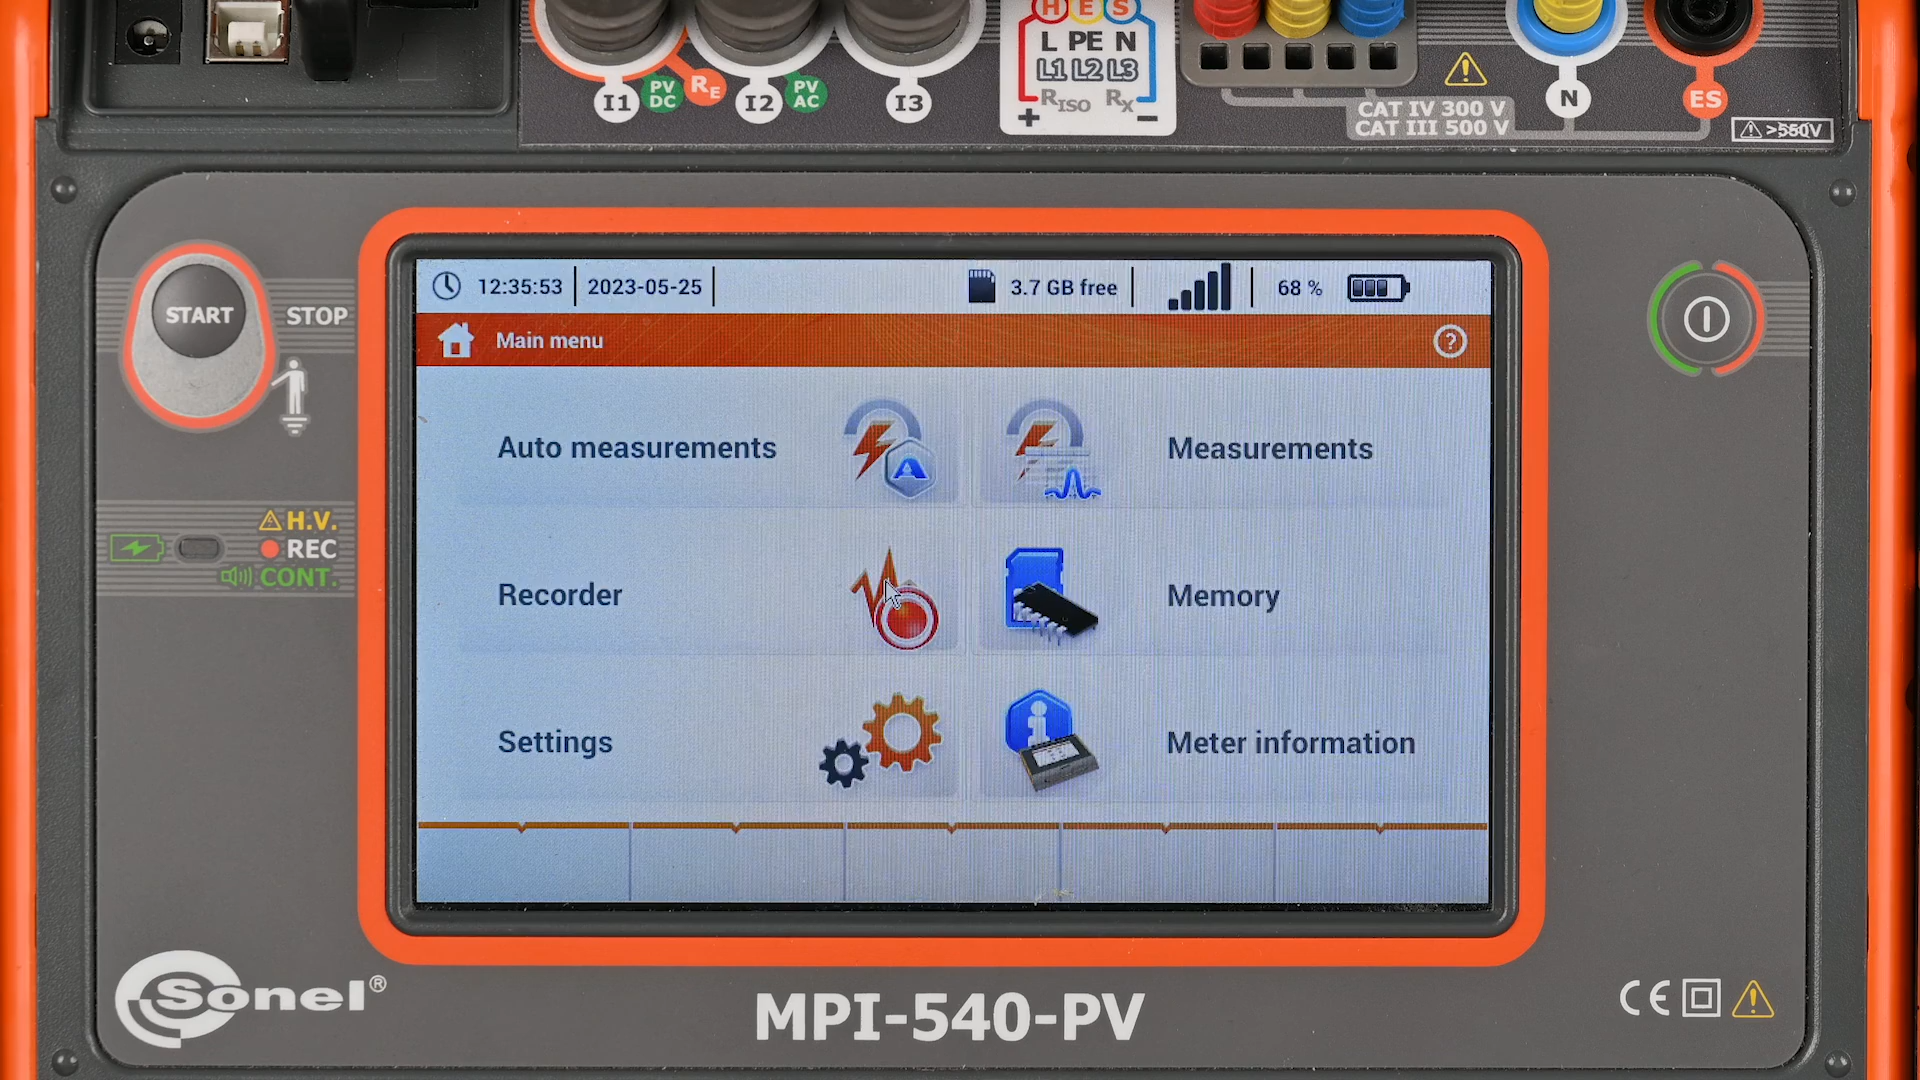 H E S
L PE N
L1 L2 L3
RISO RX
+ −
I1 PV DC RE I2 PV AC I3
CAT IV 300 V
CAT III 500 V
N
ES
>550V
START STOP
12:35:53 2023-05-25 3.7 GB free 68 %
Main menu ?
Auto measurements A Measurements
Recorder Memory
Settings i Meter information
H.V.
REC
CONT.
Sonel®
MPI-540-PV
CE